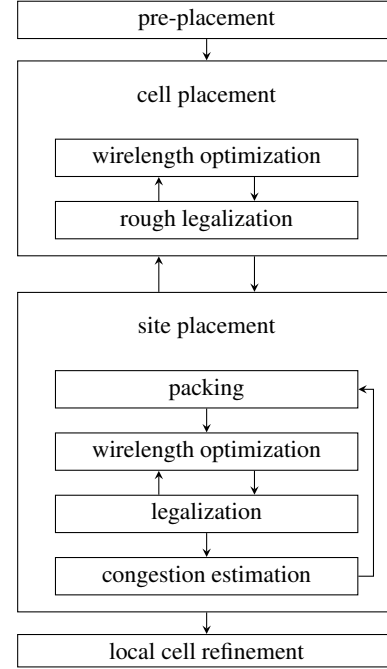 pre-placement
cell placement
wirelength optimization
rough legalization
site placement
packing
wirelength optimization
legalization
congestion estimation
local cell refinement